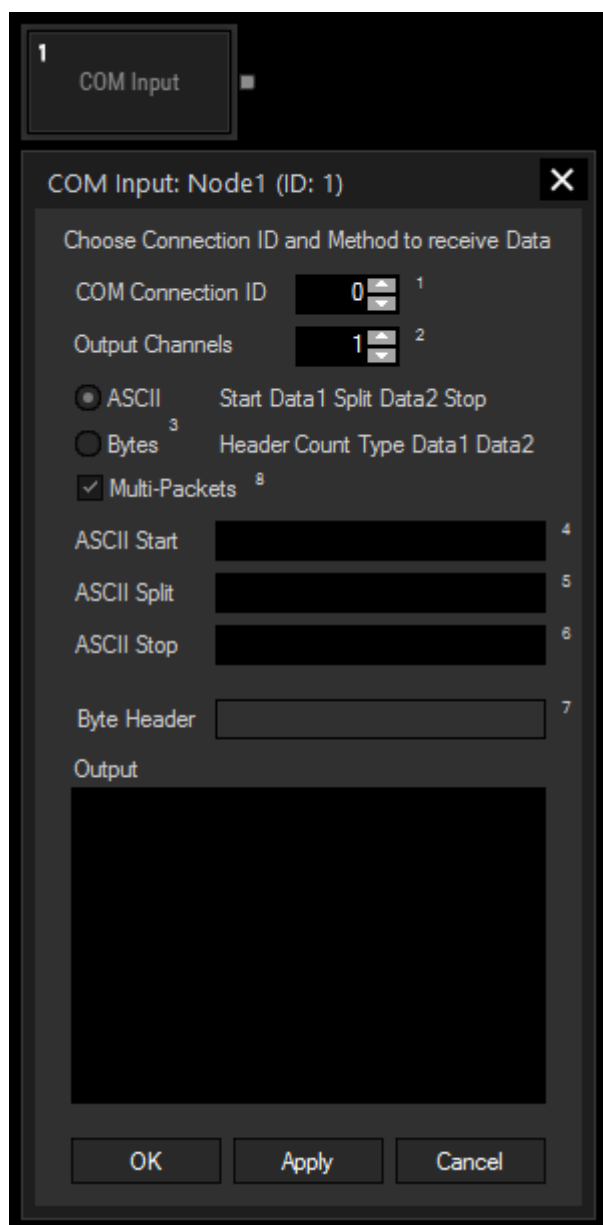 1
COM Input
COM Input: Node1 (ID: 1)
Choose Connection ID and Method to receive Data
COM Connection ID 0 1
Output Channels 1 2
ASCII Start Data1 Split Data2 Stop
Bytes 3 Header Count Type Data1 Data2
Multi-Packets 8
ASCII Start 4
ASCII Split 5
ASCII Stop 6
Byte Header 7
Output
OK Apply Cancel